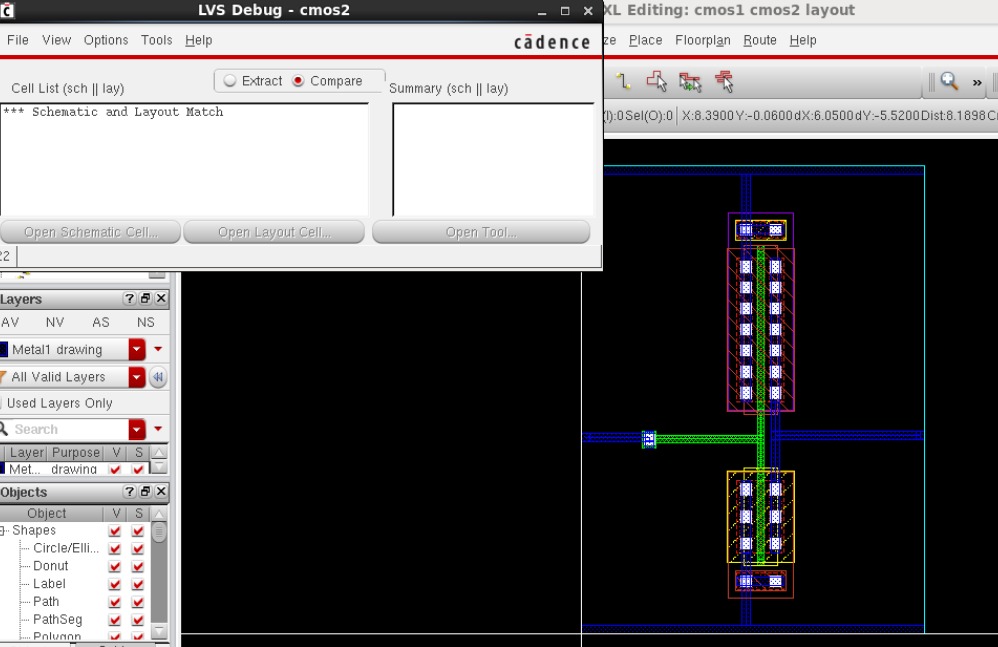 LVS Debug - cmos2
XL Editing: cmos1 cmos2 layout
File View Options Tools Help
cādence
Place Floorplan Route Help
Cell List (sch || lay)
Extract Compare
Summary (sch || lay)
*** Schematic and Layout Match
»
(I):0 Sel(O):0 X:8.3900 Y:-0.0600 dX:6.0500 dY:-5.5200 Dist:8.1898 C
Open Schematic Cell... Open Layout Cell... Open Tool...
22
Layers ?
AV NV AS NS
Metal1 drawing
All Valid Layers
Used Layers Only
Search
Layer Purpose V S
Met... drawing
Objects ?
Object V S
Shapes
Circle/Elli...
Donut
Label
Path
PathSeg
Polygon